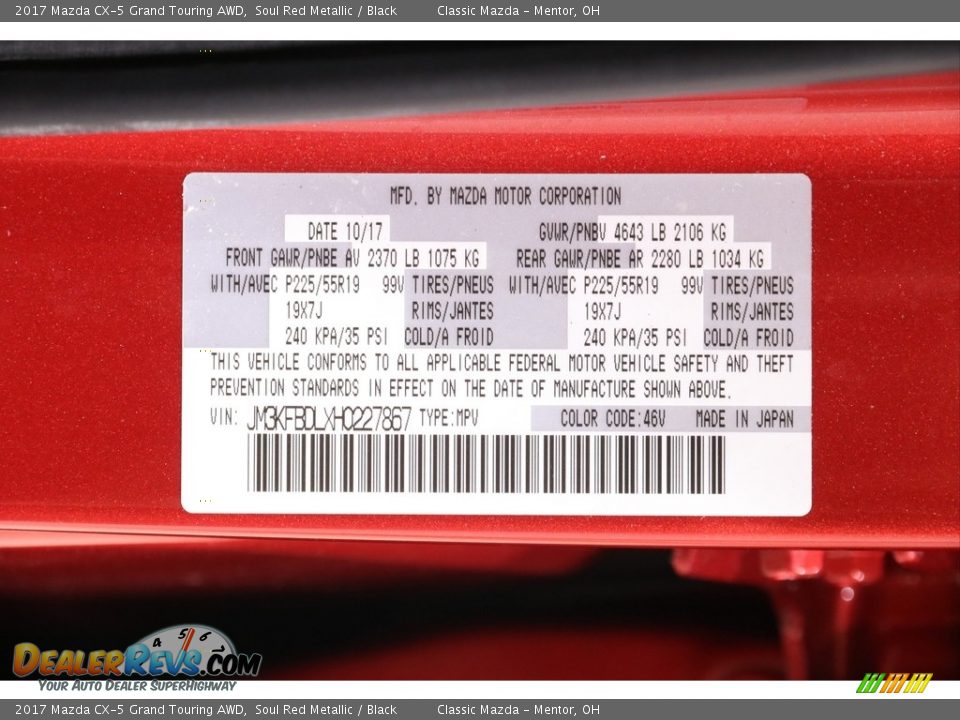 2017 Mazda CX-5 Grand Touring AWD, Soul Red Metallic / Black Classic Mazda - Mentor, OH
MFD. BY MAZDA MOTOR CORPORATION
DATE 10/17 GVWR/PNBV 4643 LB 2106 KG
FRONT GAWR/PNBE AV 2370 LB 1075 KG REAR GAWR/PNBE AR 2280 LB 1034 KG
WITH/AVEC P225/55R19 99V TIRES/PNEUS WITH/AVEC P225/55R19 99V TIRES/PNEUS
19X7J RIMS/JANTES 19X7J RIMS/JANTES
240 KPA/35 PSI COLD/A FROID 240 KPA/35 PSI COLD/A FROID
THIS VEHICLE CONFORMS TO ALL APPLICABLE FEDERAL MOTOR VEHICLE SAFETY AND THEFT
PREVENTION STANDARDS IN EFFECT ON THE DATE OF MANUFACTURE SHOWN ABOVE.
VIN: JM3KFBDLXH0227867 TYPE:MPV COLOR CODE:46V MADE IN JAPAN
4 5 6
DEALERREVS.COM
YOUR AUTO DEALER SUPERHIGHWAY
2017 Mazda CX-5 Grand Touring AWD, Soul Red Metallic / Black Classic Mazda - Mentor, OH